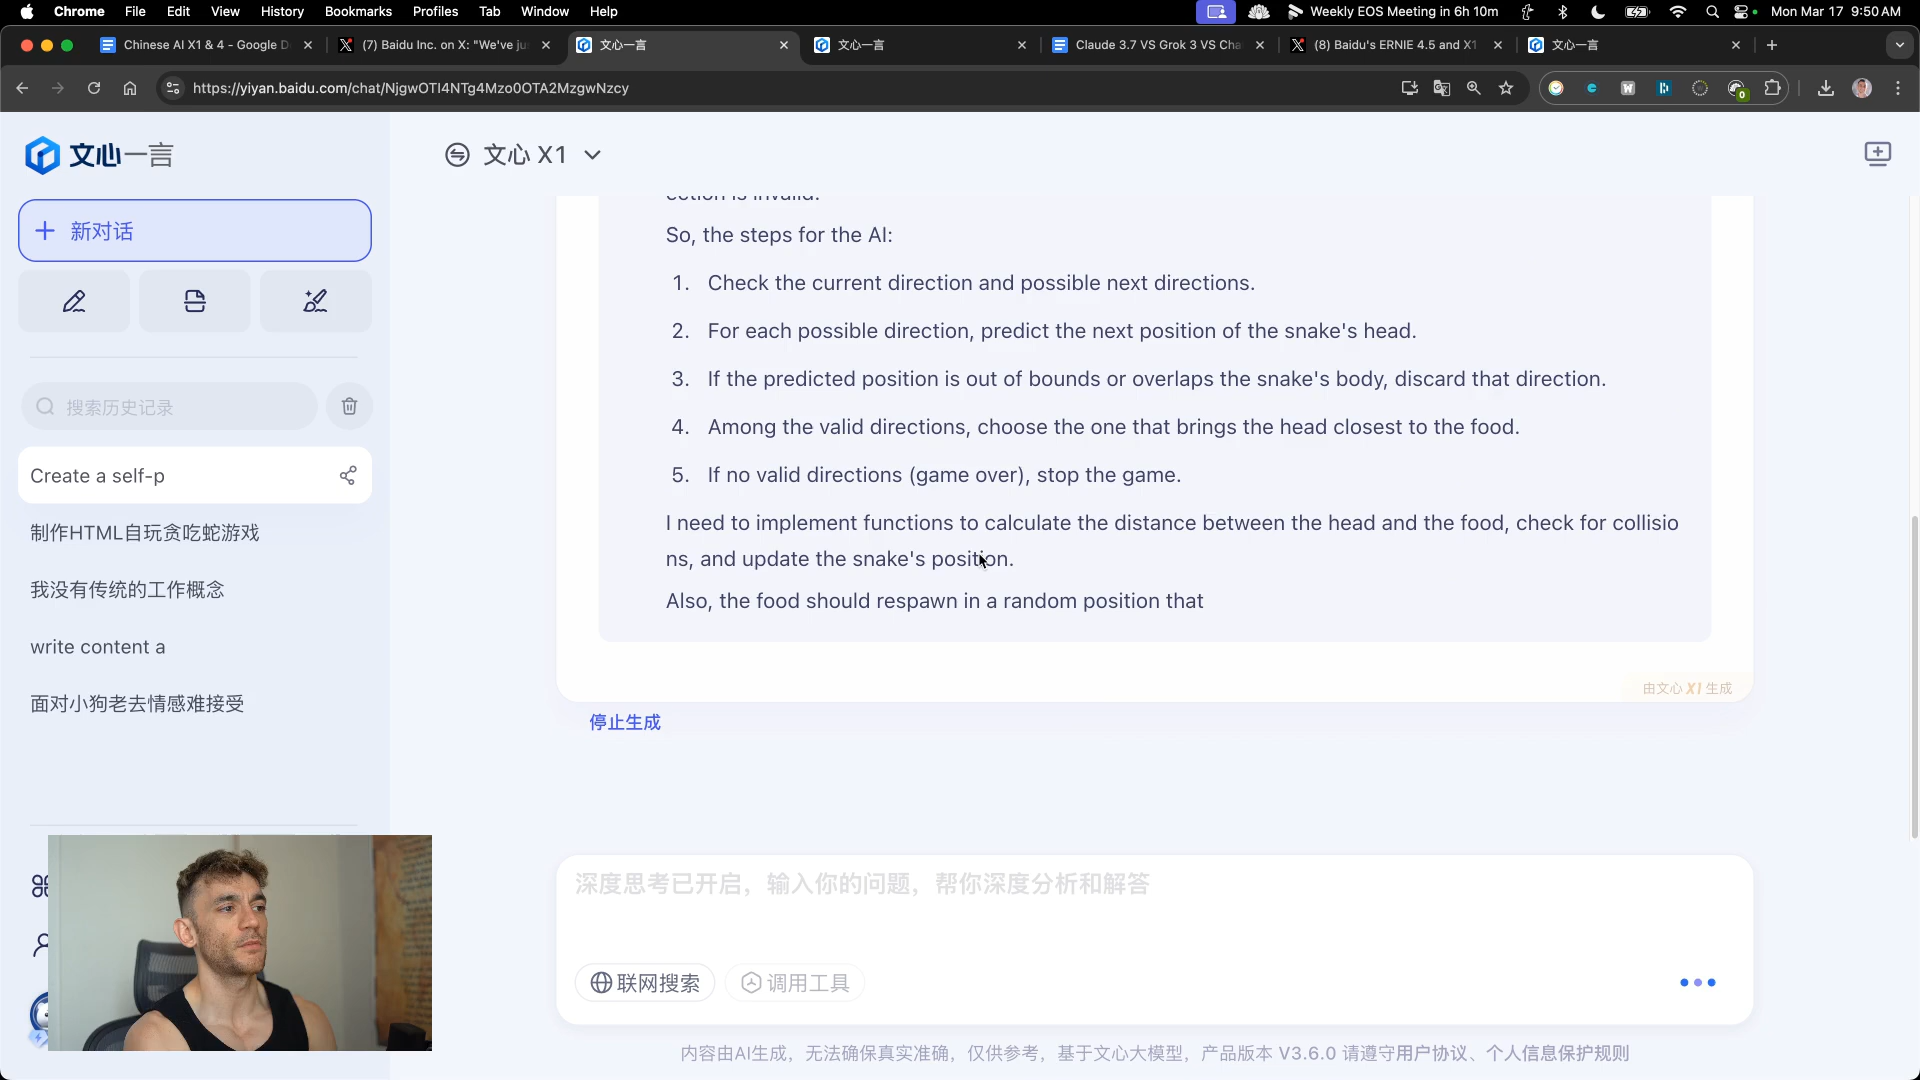 Chrome File Edit View History Bookmarks Profiles Tab Window Help Weekly EOS Meeting in 6h 10m Mon Mar 17 9:50 AM
Chinese AI X1 & 4 - Google D
(7) Baidu Inc. on X: "We've ju
文心一言
文心一言
Claude 3.7 VS Grok 3 VS Cha
(8) Baidu's ERNIE 4.5 and X1
文心一言
https://yiyan.baidu.com/chat/NjgwOTI4NTg4Mzo0OTA2MzgwNzcy
文心一言
新对话
搜索历史记录
Create a self-p
制作HTML自玩贪吃蛇游戏
我没有传统的工作概念
write content a
面对小狗老去情感难接受
文心 X1
ection is invalid.
So, the steps for the AI:
1. Check the current direction and possible next directions.
2. For each possible direction, predict the next position of the snake's head.
3. If the predicted position is out of bounds or overlaps the snake's body, discard that direction.
4. Among the valid directions, choose the one that brings the head closest to the food.
5. If no valid directions (game over), stop the game.
I need to implement functions to calculate the distance between the head and the food, check for collisio
ns, and update the snake's position.
Also, the food should respawn in a random position that
由文心 X1 生成
停止生成
深度思考已开启，输入你的问题，帮你深度分析和解答
联网搜索
调用工具
内容由AI生成，无法确保真实准确，仅供参考，基于文心大模型，产品版本 V3.6.0 请遵守用户协议、个人信息保护规则